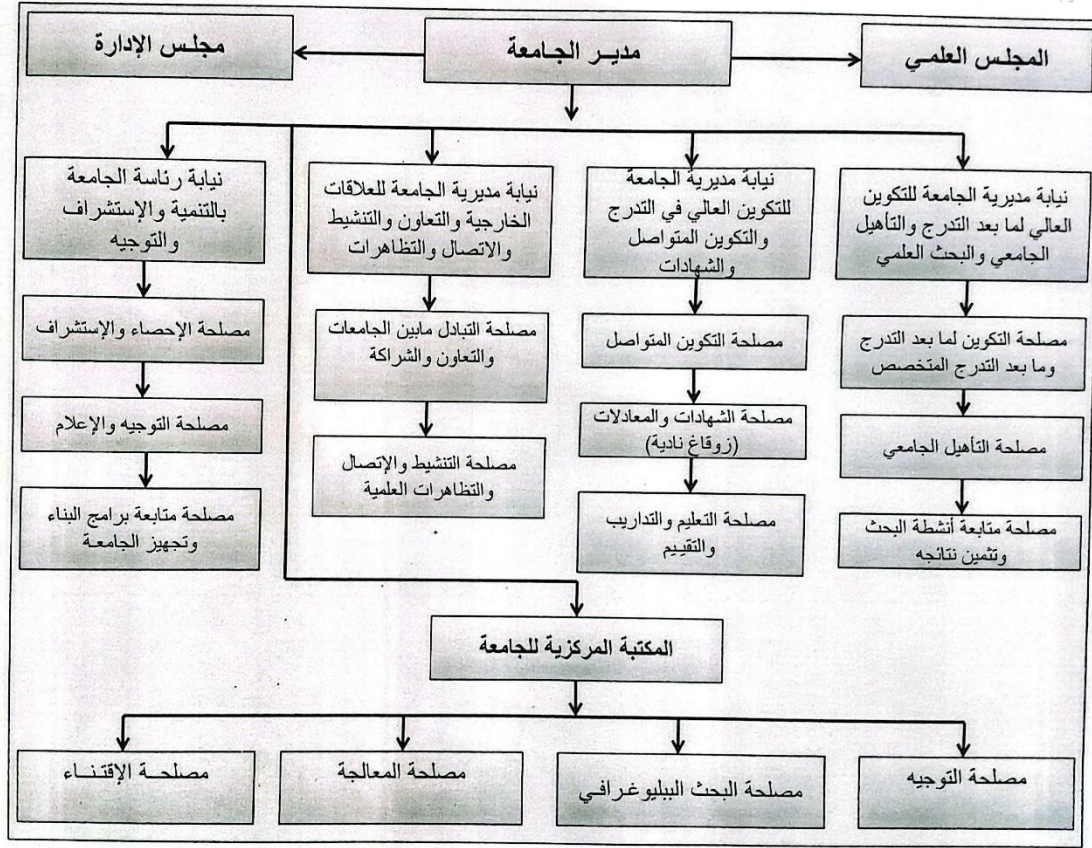 المجلس العلمي
مدير الجامعة
مجلس الإدارة
نيابة مديرية الجامعة للتكوين
العالي لما بعد التدرج والتأهيل
الجامعي والبحث العلمي
نيابة مديرية الجامعة
للتكوين العالي في التدرج
والتكوين المتواصل
والشهادات
نيابة مديرية الجامعة للعلاقات
الخارجية والتعاون والتنشيط
والاتصال والتظاهرات
نيابة رئاسة الجامعة
بالتنمية والإستشراف
والتوجيه
مصلحة التكوين لما بعد التدرج
وما بعد التدرج المتخصص
مصلحة التكوين المتواصل
مصلحة التبادل مابين الجامعات
والتعاون والشراكة
مصلحة الإحصاء والإستشراف
مصلحة التأهيل الجامعي
مصلحة الشهادات والمعادلات
(زوقاغ نادية)
مصلحة التنشيط والإتصال
والتظاهرات العلمية
مصلحة التوجيه والإعلام
مصلحة متابعة أنشطة البحث
وتثمين نتائجه
مصلحة التعليم والتداريب
والتقييم
مصلحة متابعة برامج البناء
وتجهيز الجامعة
المكتبة المركزية للجامعة
مصلحة التوجيه
مصلحة البحث الببليوغرافي
مصلحة المعالجة
مصلحة الإقتناء